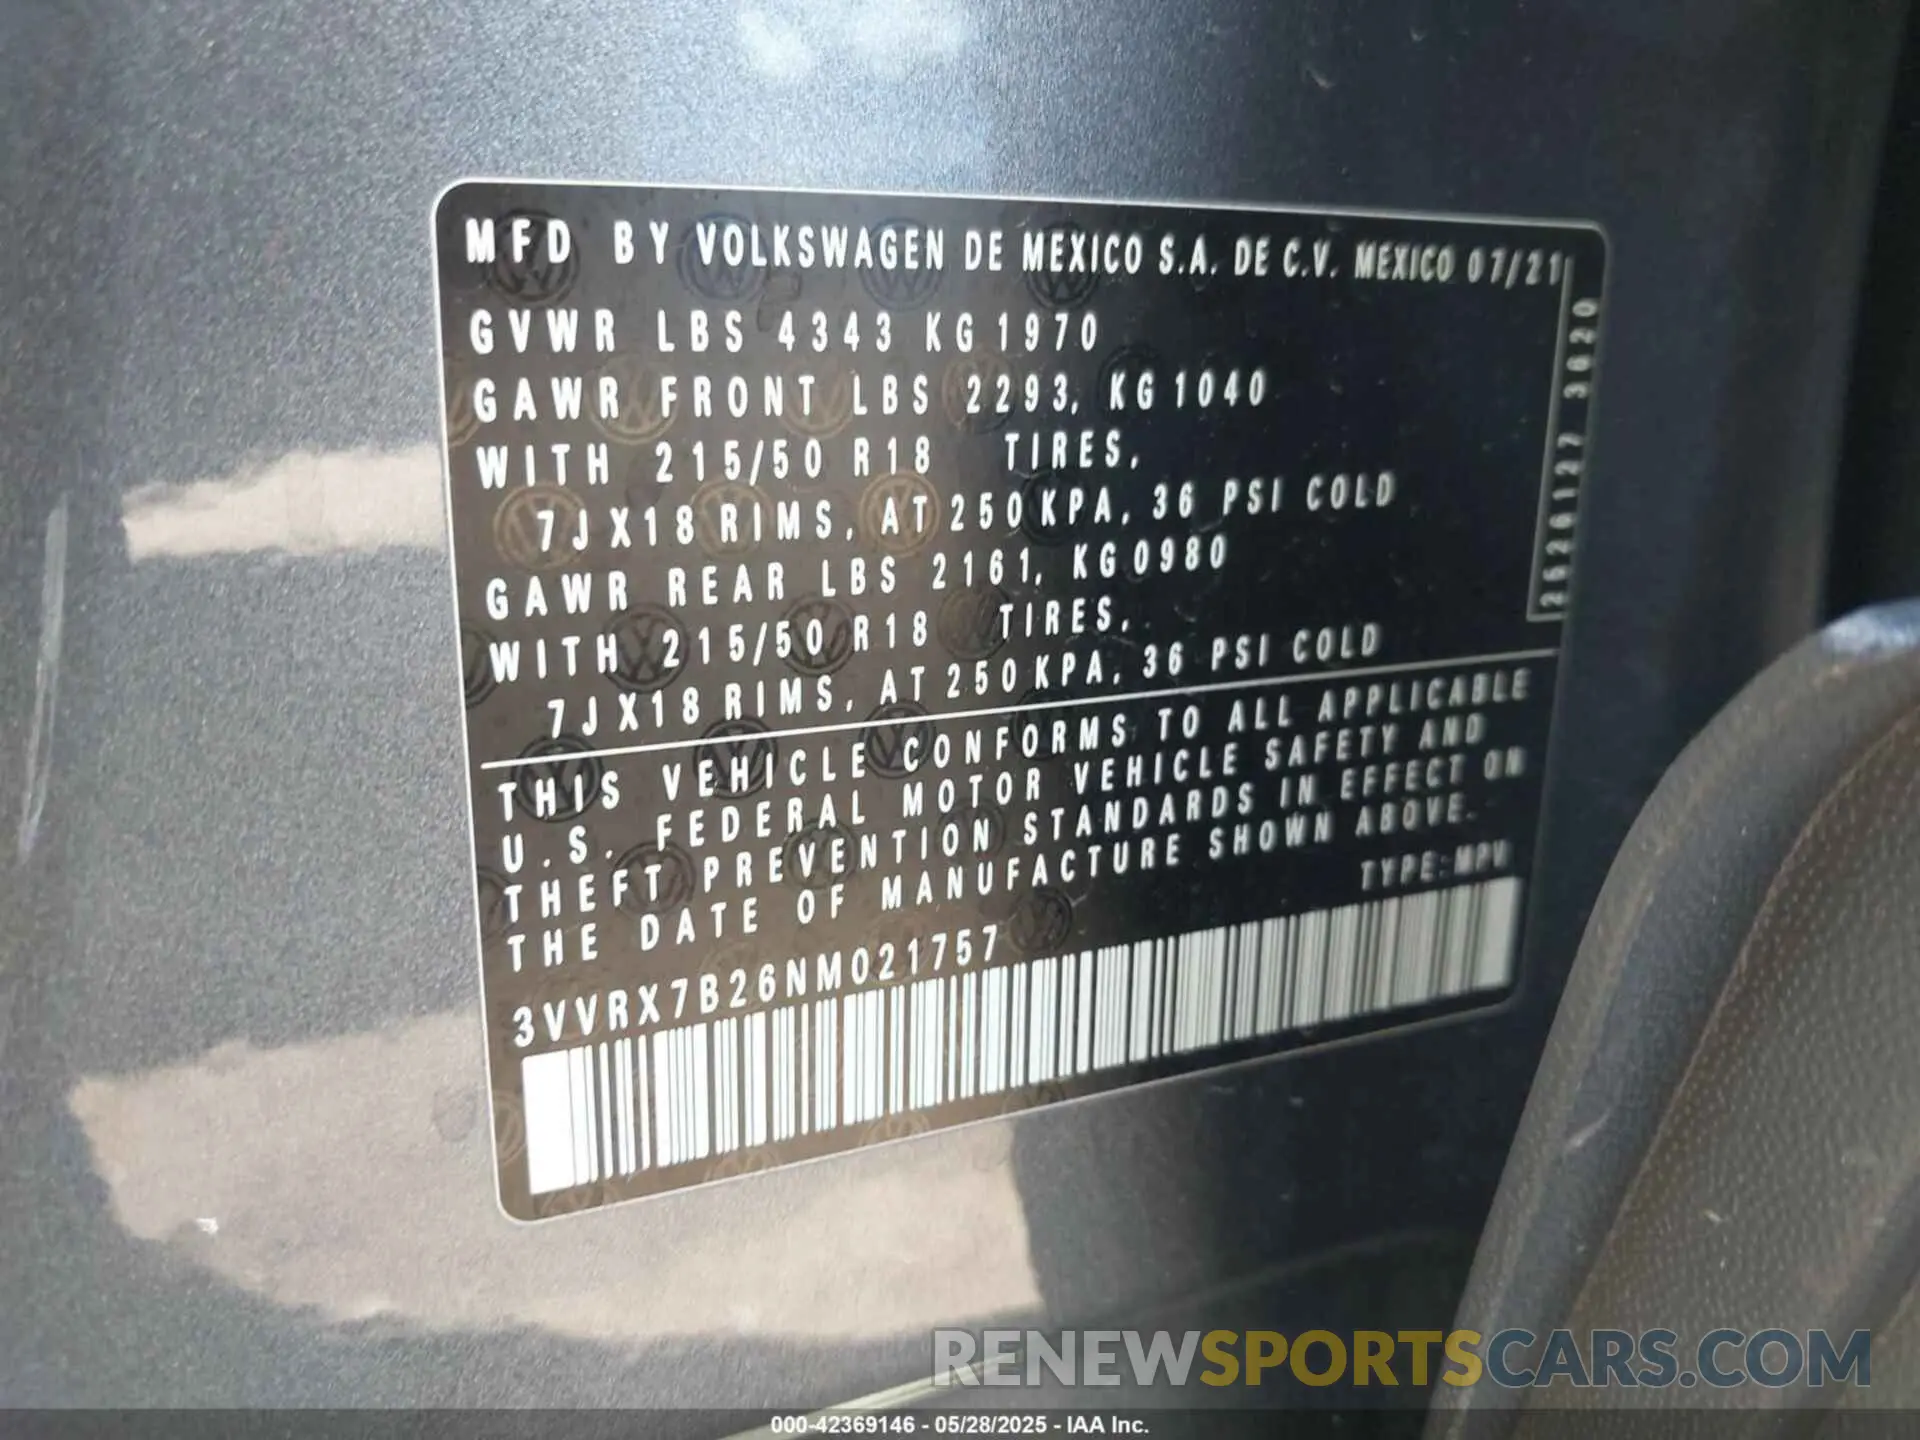 MFD BY VOLKSWAGEN DE MEXICO S.A. DE C.V. MEXICO 07/21
GVWR LBS 4343 KG 1970
GAWR FRONT LBS 2293, KG 1040
WITH 215/50 R18 TIRES,
7JX18 RIMS, AT 250 KPA, 36 PSI COLD
GAWR REAR LBS 2161, KG 0980
WITH 215/50 R18 TIRES,
7JX18 RIMS, AT 250 KPA, 36 PSI COLD
THIS VEHICLE CONFORMS TO ALL APPLICABLE
U.S. FEDERAL MOTOR VEHICLE SAFETY AND
THEFT PREVENTION STANDARDS IN EFFECT ON
THE DATE OF MANUFACTURE SHOWN ABOVE.
TYPE: MPV
3VVRX7B26NM021757
RENEWSPORTSCARS.COM
000-42369146 - 05/28/2025 - IAA Inc.